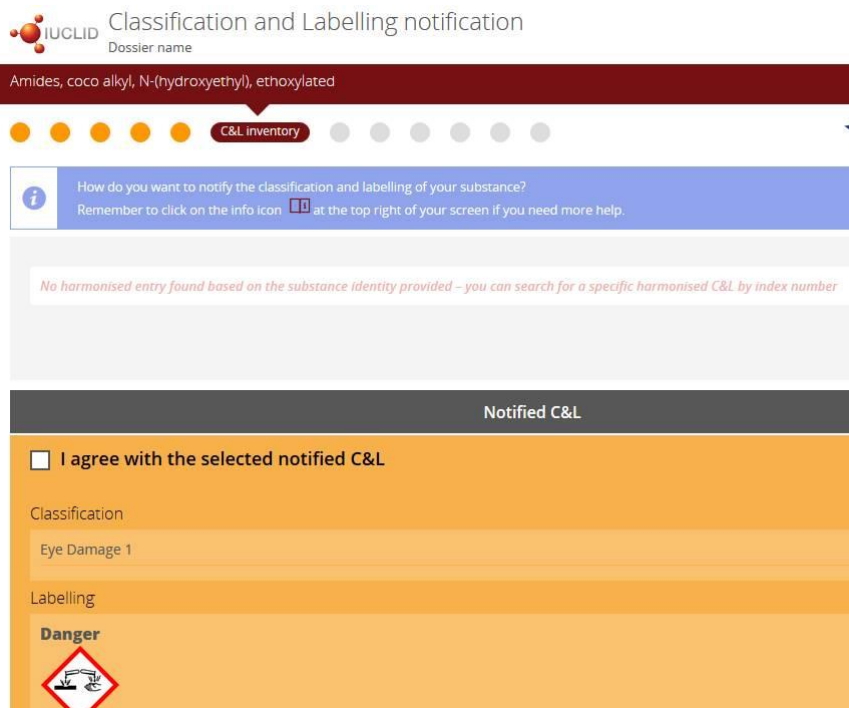 IUCLID
Classification and Labelling notification
Dossier name
Amides, coco alkyl, N-(hydroxyethyl), ethoxylated
C&L inventory
i
How do you want to notify the classification and labelling of your substance?
Remember to click on the info icon at the top right of your screen if you need more help.
No harmonised entry found based on the substance identity provided – you can search for a specific harmonised C&L by index number
Notified C&L
I agree with the selected notified C&L
Classification
Eye Damage 1
Labelling
Danger